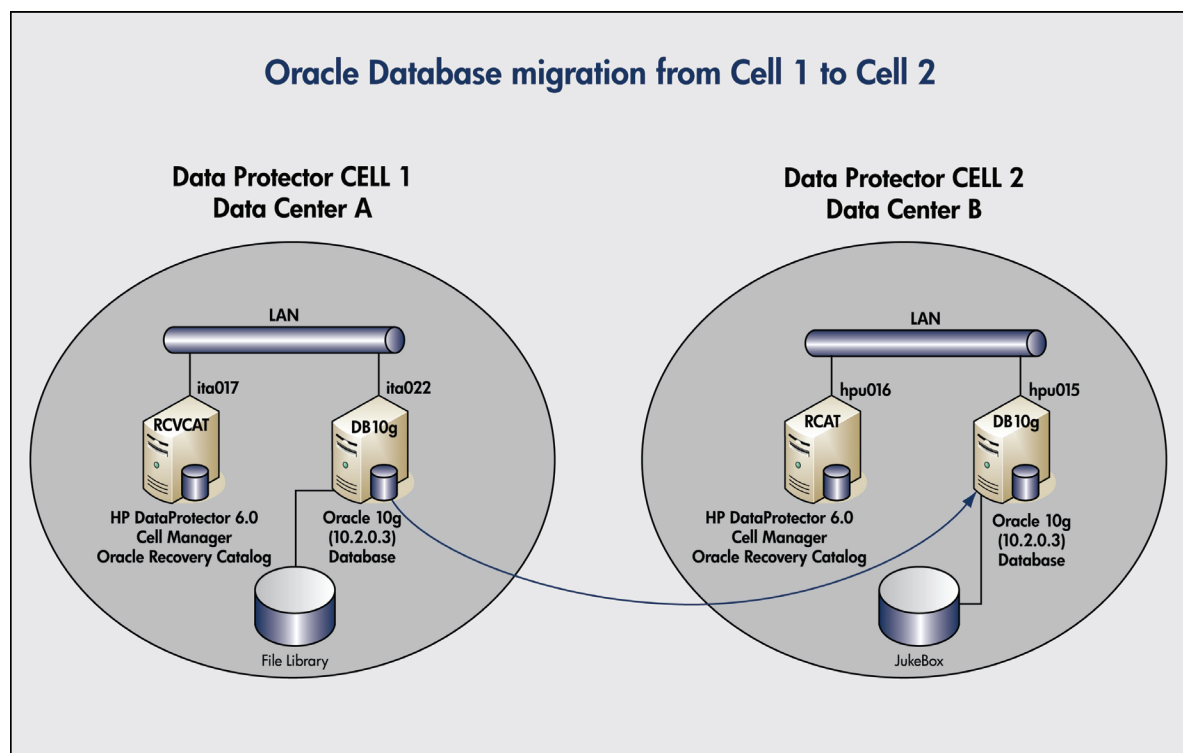 Oracle Database migration from Cell 1 to Cell 2
Data Protector CELL 1
Data Center A
LAN
ita017
ita022
RCVCAT
DB10g
HP DataProtector 6.0
Cell Manager
Oracle Recovery Catalog
Oracle 10g
(10.2.0.3)
Database
File Library
Data Protector CELL 2
Data Center B
LAN
hpu016
hpu015
RCAT
DB10g
HP DataProtector 6.0
Cell Manager
Oracle Recovery Catalog
Oracle 10g
(10.2.0.3)
Database
JukeBox